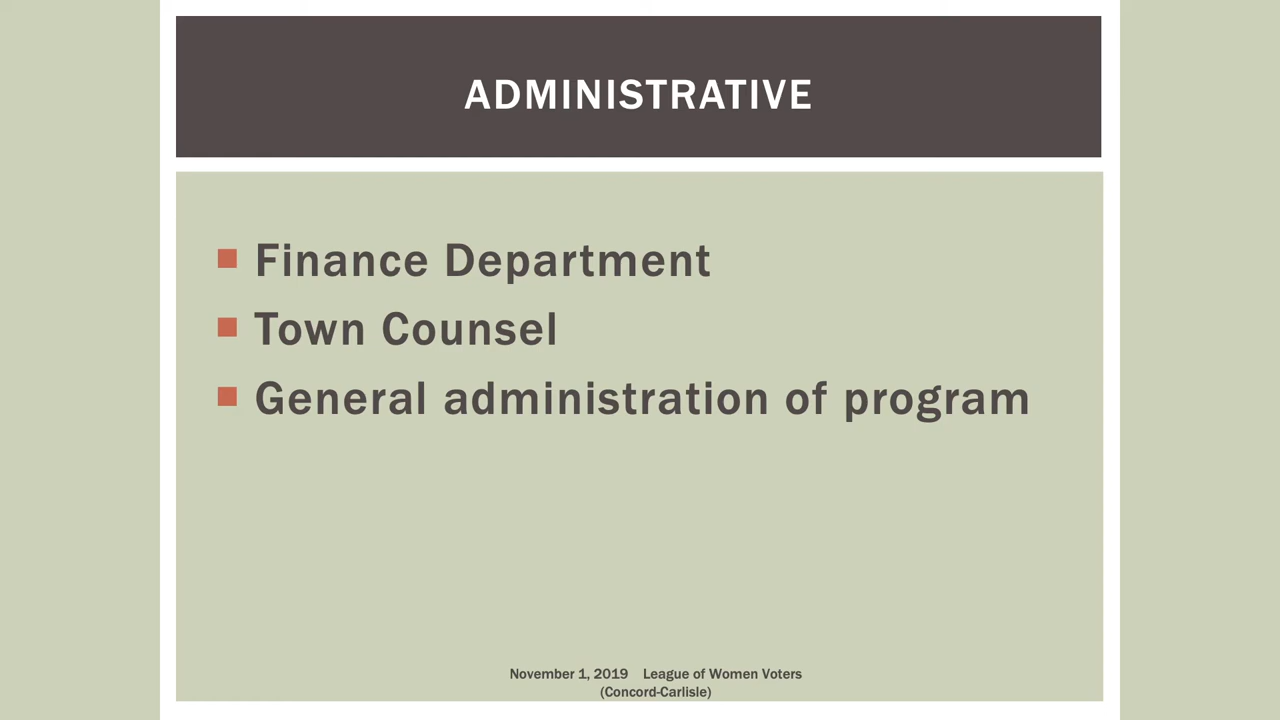 ADMINISTRATIVE
Finance Department
Town Counsel
General administration of program
November 1, 2019 League of Women Voters
(Concord-Carlisle)